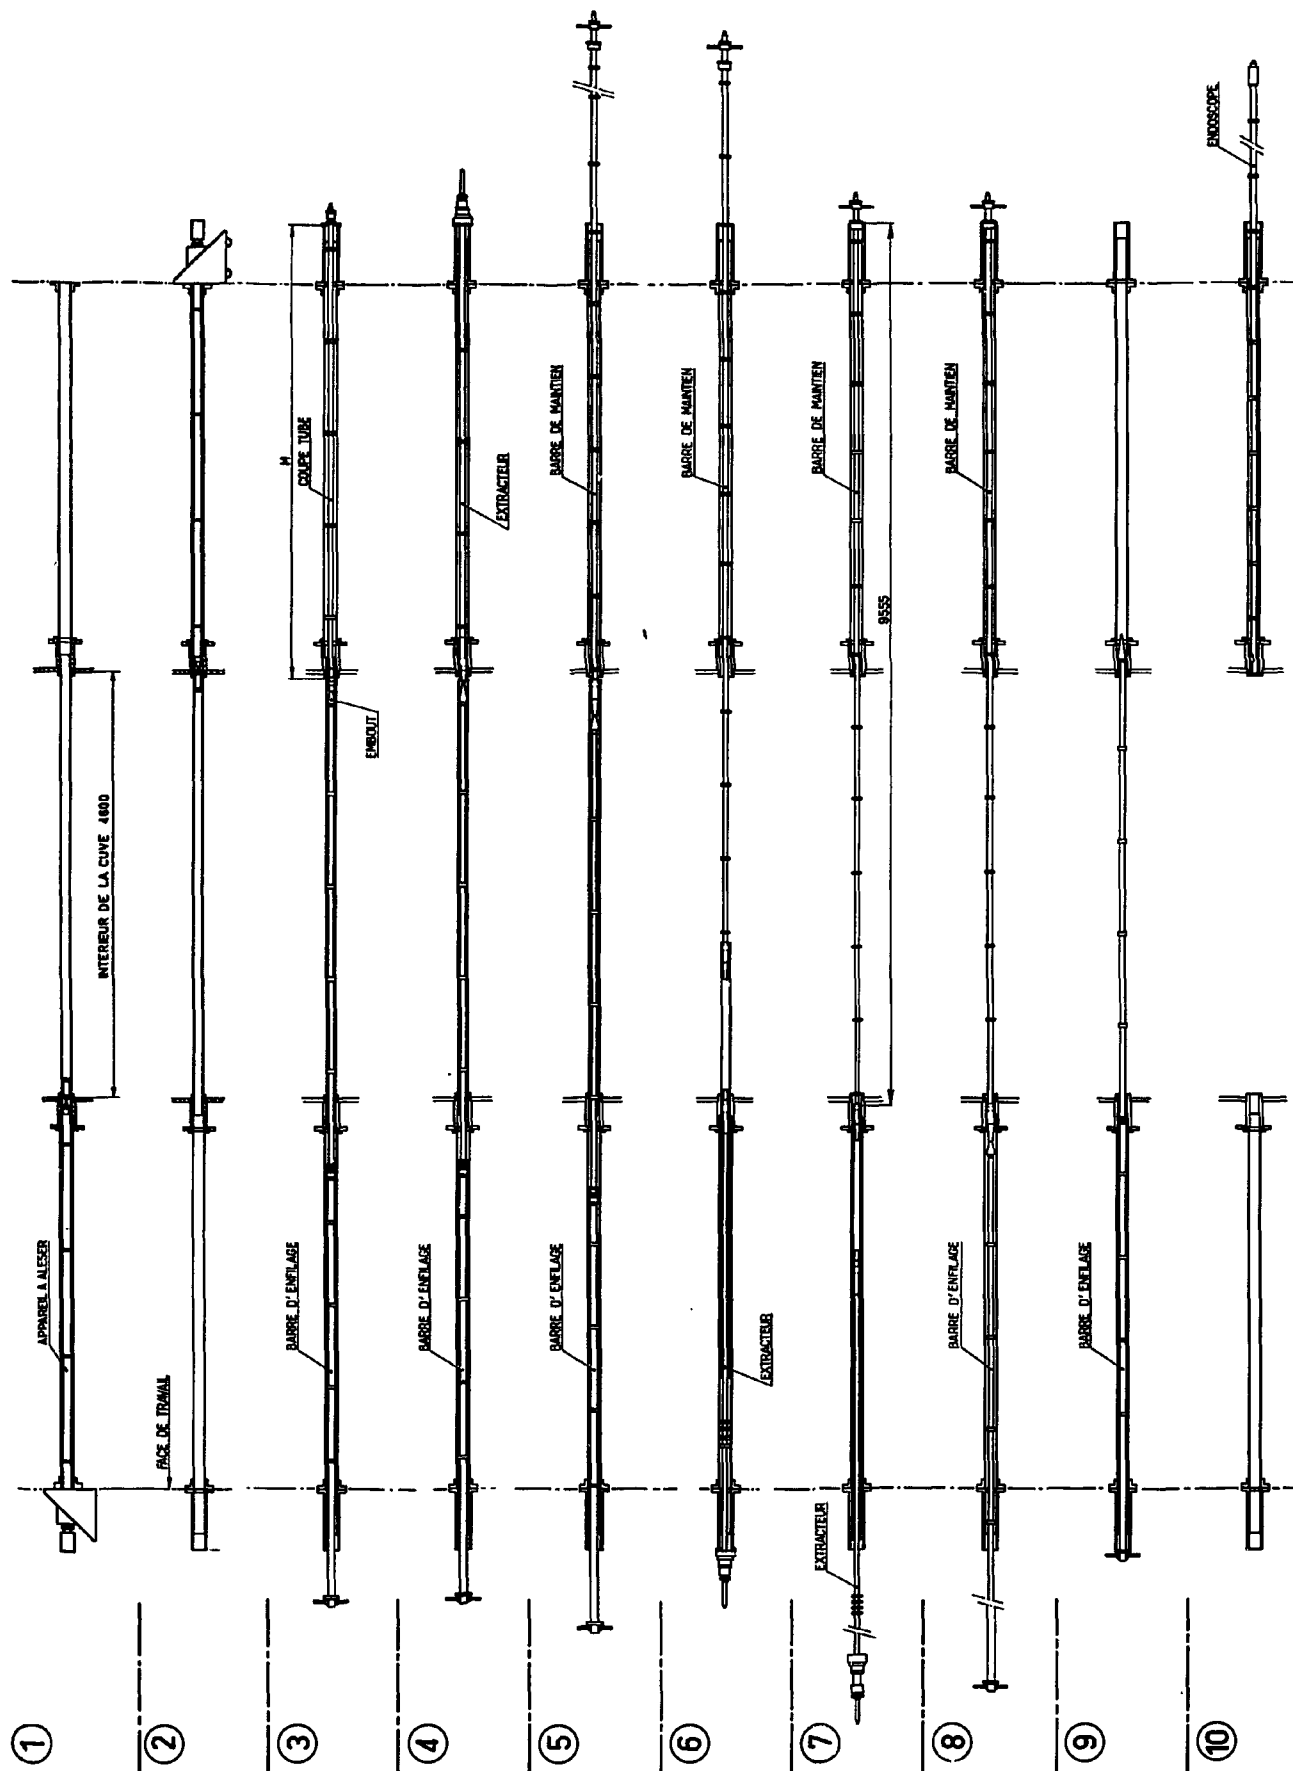 1
APPAREIL A ALESER
INTERIEUR DE LA CUVE 4600
2
FACE DE TRAVAIL
3
BARRE D'ENFILAGE
EMBOUT
COUPE TUBE
M
4
BARRE D'ENFILAGE
EXTRACTEUR
5
BARRE D'ENFILAGE
BARRE DE MAINTIEN
6
EXTRACTEUR
BARRE DE MAINTIEN
7
EXTRACTEUR
BARRE DE MAINTIEN
9555
8
BARRE D'ENFILAGE
BARRE DE MAINTIEN
9
BARRE D'ENFILAGE
10
ENDOSCOPE